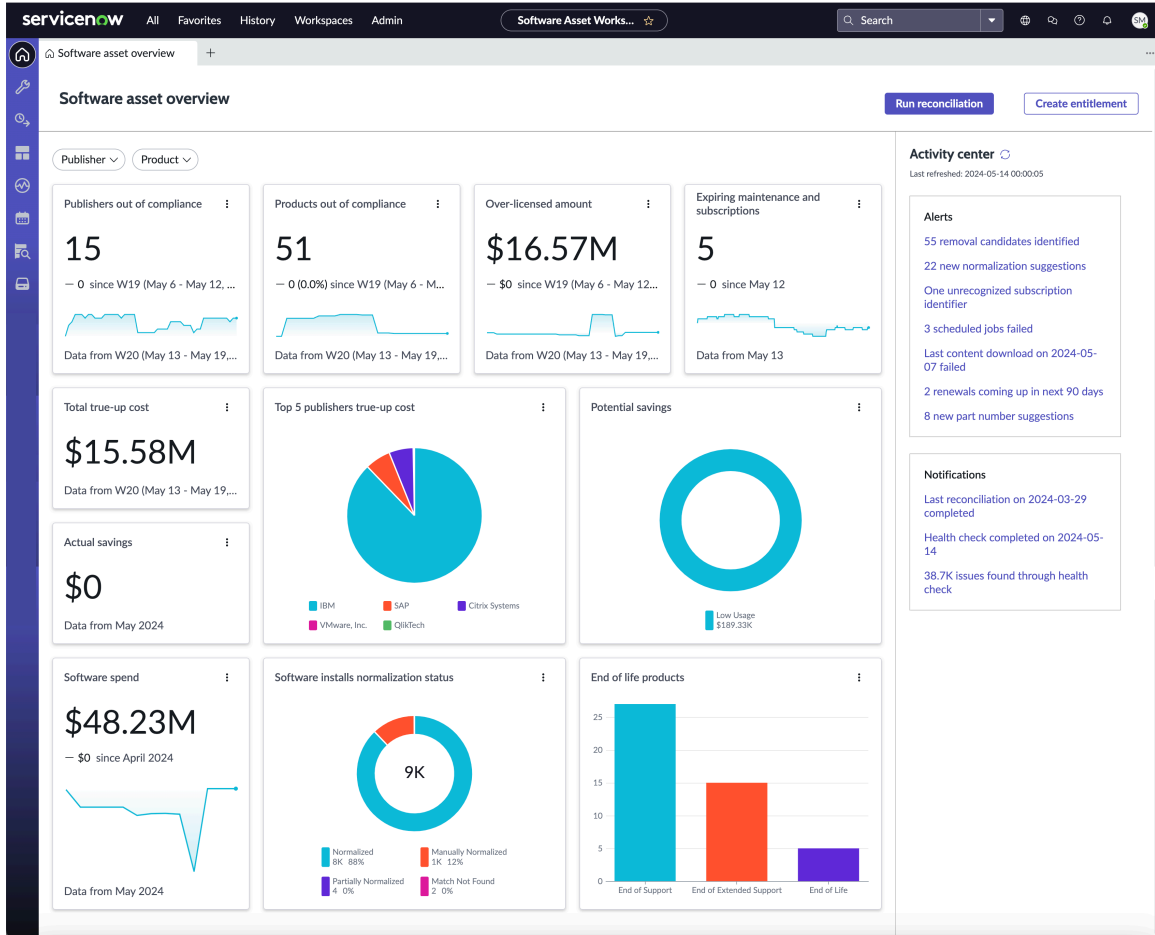 servicenow
All Favorites History Workspaces Admin
Software Asset Works...
Search
SM
Software asset overview
Software asset overview
Run reconciliation
Create entitlement
Publisher
Product
Publishers out of compliance
15
— 0 since W19 (May 6 - May 12, ...
Data from W20 (May 13 - May 19,...
Products out of compliance
51
— 0 (0.0%) since W19 (May 6 - M...
Data from W20 (May 13 - May 19,...
Over-licensed amount
$16.57M
— $0 since W19 (May 6 - May 12...
Data from W20 (May 13 - May 19,...
Expiring maintenance and
subscriptions
5
— 0 since May 12
Data from May 13
Total true-up cost
$15.58M
Data from W20 (May 13 - May 19,...
Actual savings
$0
Data from May 2024
Top 5 publishers true-up cost
IBM
SAP
Citrix Systems
VMware, Inc.
QlikTech
Potential savings
Low Usage
$189.33K
Software spend
$48.23M
— $0 since April 2024
Data from May 2024
Software installs normalization status
9K
Normalized
8K 88%
Manually Normalized
1K 12%
Partially Normalized
4 0%
Match Not Found
2 0%
End of life products
25
20
15
10
5
0
End of Support
End of Extended Support
End of Life
Activity center
Last refreshed: 2024-05-14 00:00:05
Alerts
55 removal candidates identified
22 new normalization suggestions
One unrecognized subscription
identifier
3 scheduled jobs failed
Last content download on 2024-05-
07 failed
2 renewals coming up in next 90 days
8 new part number suggestions
Notifications
Last reconciliation on 2024-03-29
completed
Health check completed on 2024-05-
14
38.7K issues found through health
check